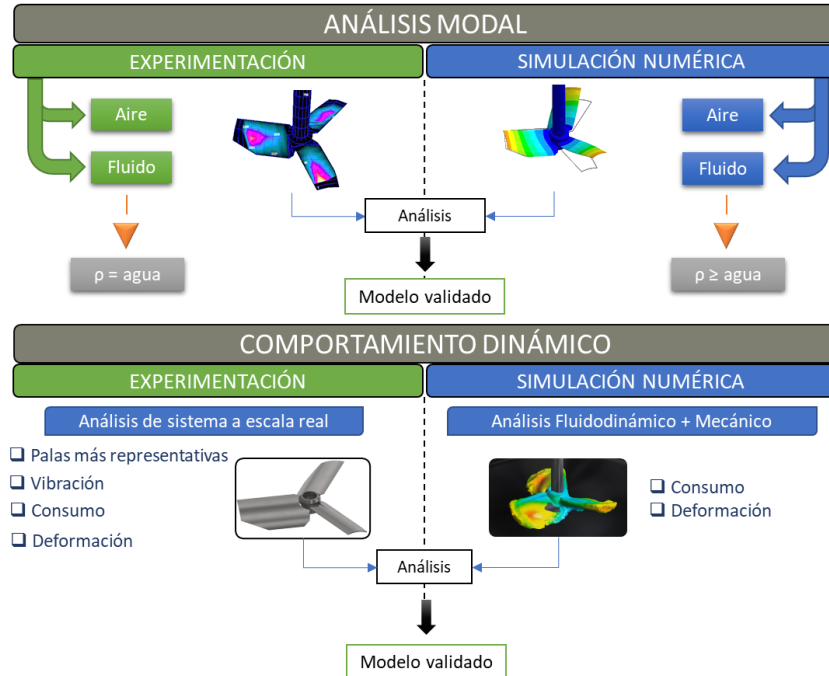 ANÁLISIS MODAL
EXPERIMENTACIÓN
SIMULACIÓN NUMÉRICA
Aire
Aire
Fluido
Fluido
Análisis
ρ = agua
ρ ≥ agua
Modelo validado
COMPORTAMIENTO DINÁMICO
EXPERIMENTACIÓN
SIMULACIÓN NUMÉRICA
Análisis de sistema a escala real
Análisis Fluidodinámico + Mecánico
Palas más representativas
Vibración
Consumo
Deformación
Consumo
Deformación
Análisis
Modelo validado